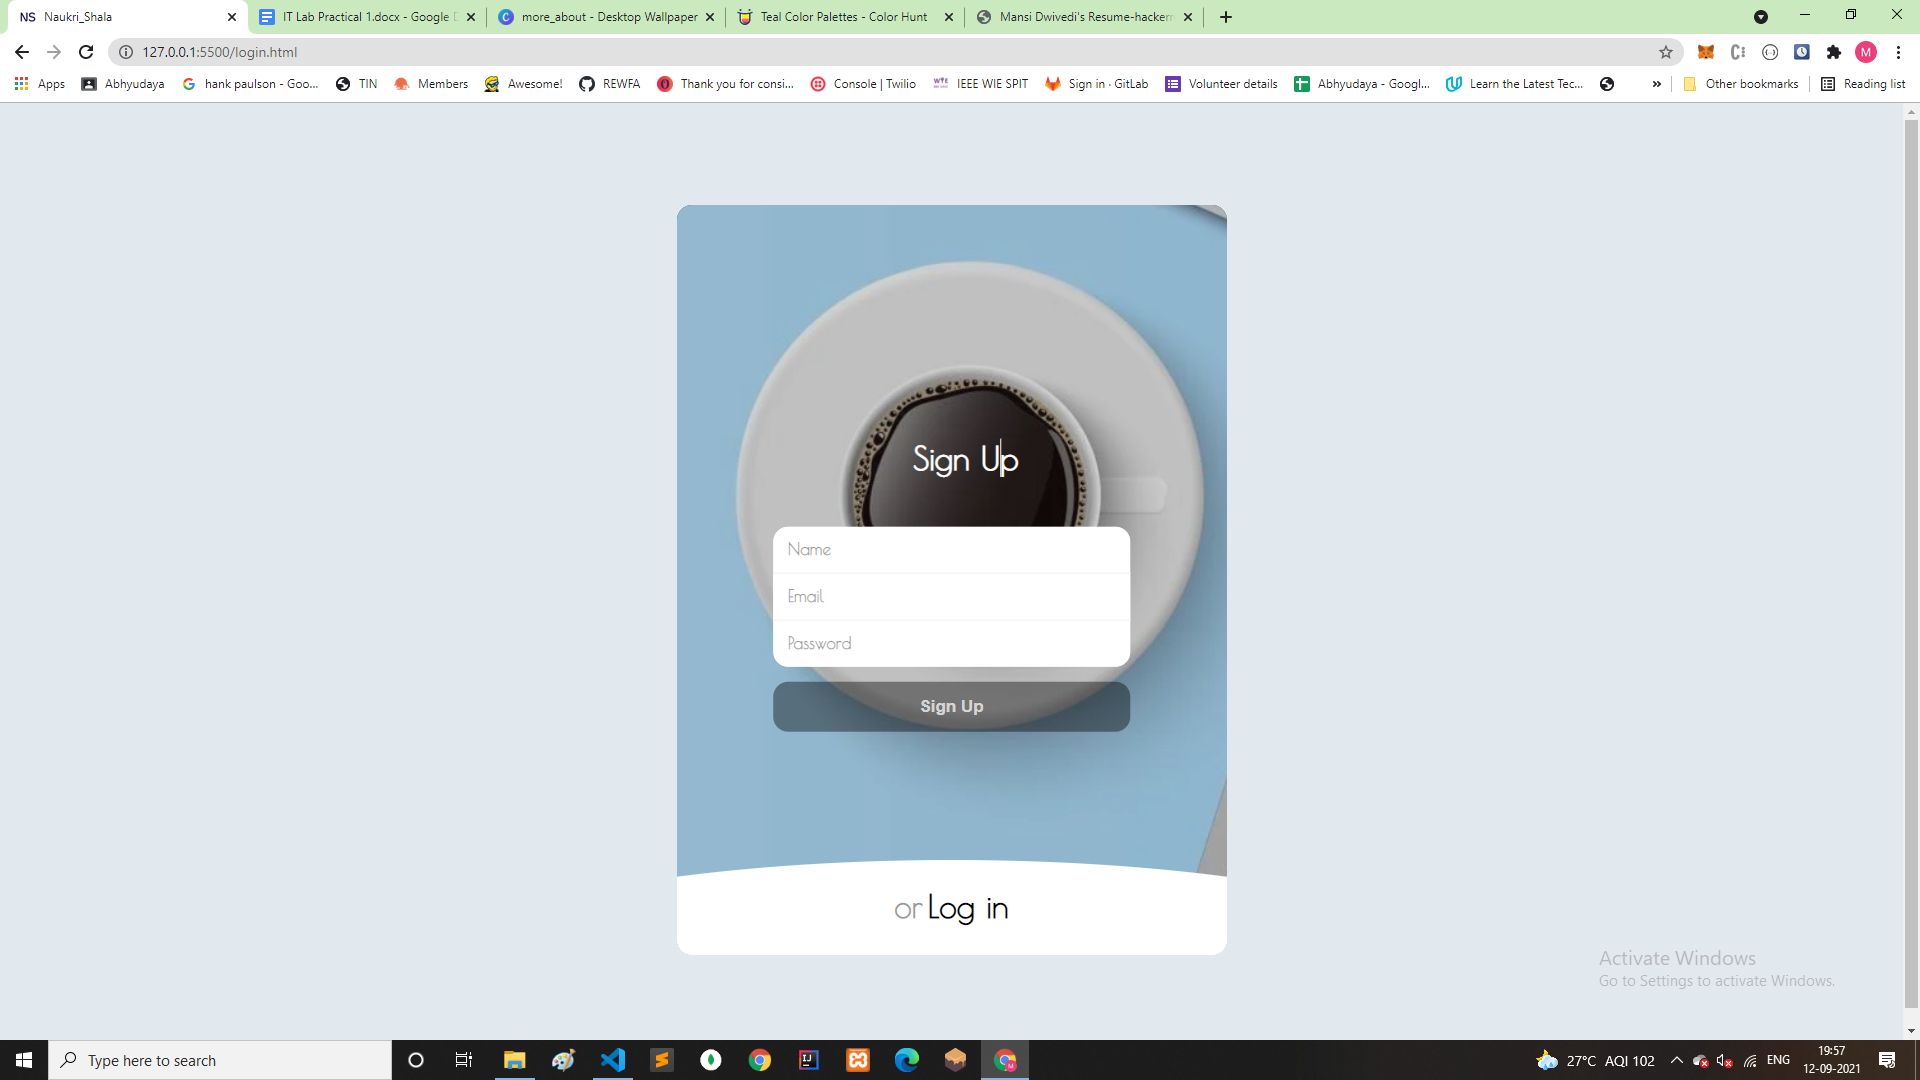 NS Naukri_Shala
IT Lab Practical 1.docx - Google
more_about - Desktop Wallpaper
Teal Color Palettes - Color Hunt
Mansi Dwivedi's Resume-hacker
127.0.0.1:5500/login.html
M
Apps
Abhyudaya
hank paulson - Goo...
TIN
Members
Awesome!
REWFA
Thank you for consi...
Console | Twilio
IEEE WIE SPIT
Sign in · GitLab
Volunteer details
Abhyudaya - Googl...
Learn the Latest Tec...
»
Other bookmarks
Reading list
Sign Up
Name
Email
Password
Sign Up
or Log in
Activate Windows
Go to Settings to activate Windows.
Type here to search
27°C AQI 102
ENG
19:57
12-09-2021